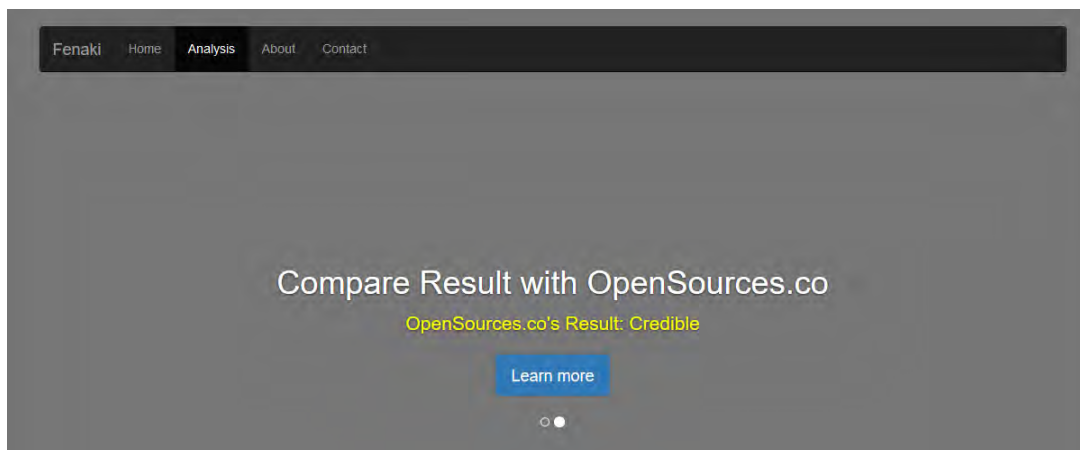 Fenaki Home Analysis About Contact
Compare Result with OpenSources.co
OpenSources.co's Result: Credible
Learn more